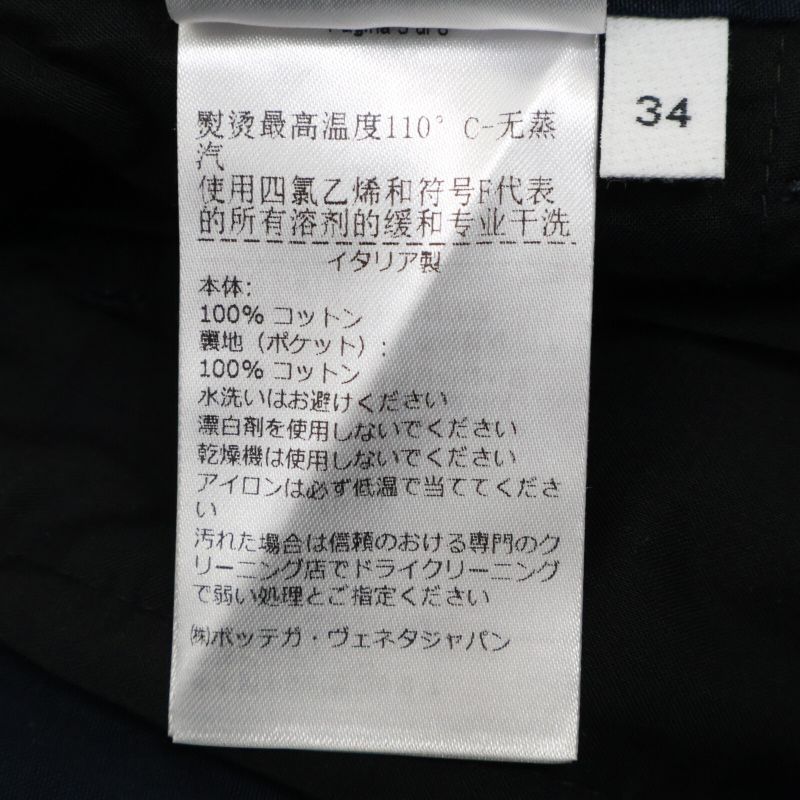 Pagina 5 di 6
34
熨烫最高温度110°C-无蒸
汽
使用四氯乙烯和符号F代表
的所有溶剂的缓和专业干洗
イタリア製
本体:
100% コットン
裏地 (ポケット) :
100% コットン
水洗いはお避けください
漂白剤を使用しないでください
乾燥機は使用しないでください
アイロンは必ず低温で当ててくださ
い
汚れた場合は信頼のおける専門のク
リーニング店でドライクリーニング
で弱い処理とご指定ください
㈱ボッテガ・ヴェネタジャパン